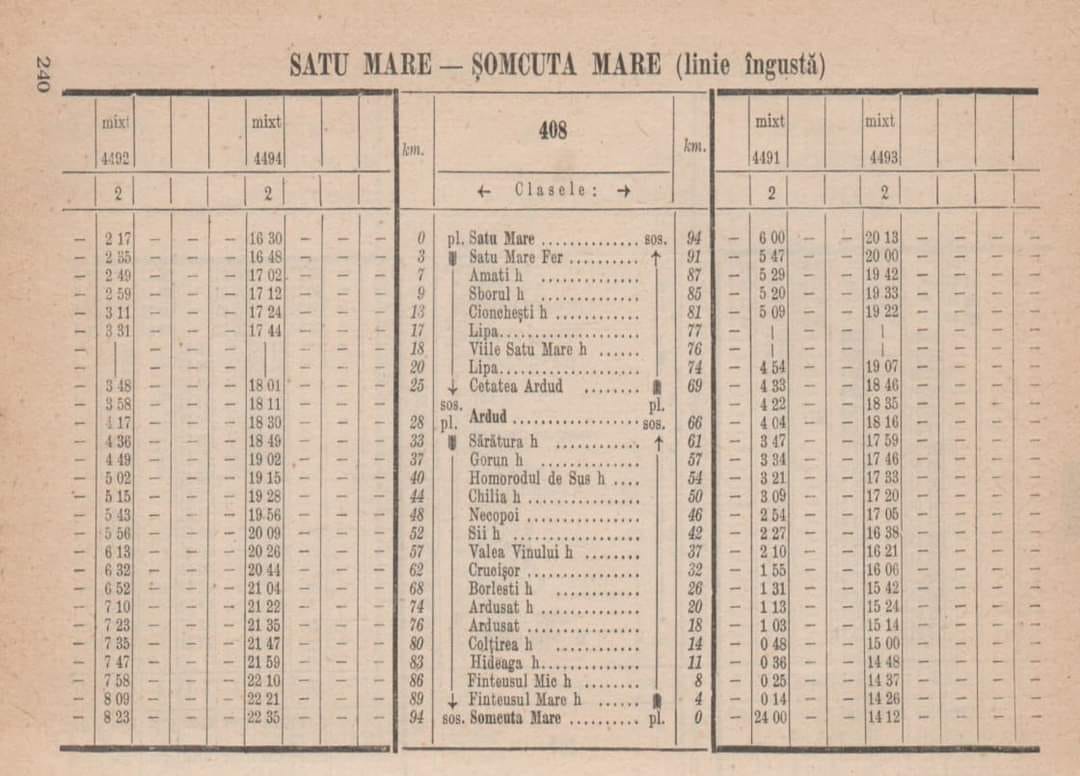 240
SATU MARE — ȘOMCUTA MARE (linie îngustă)
mixt mixt km. 408 km. mixt mixt
4492 4494 4491 4493
2 2 ← Clasele: → 2 2
— 2 17 — — — 16 30 — — — 0 pl. Satu Mare .............. sos. 94 — 6 00 — — 20 13 — — — —
— 2 35 — — — 16 48 — — — 3 Satu Mare Fer .......... ↑ 91 — 5 47 — — 20 00 — — — —
— 2 49 — — — 17 02 — — — 7 Amati h ............. 87 — 5 29 — — 19 42 — — — —
— 2 59 — — — 17 12 — — — 9 Sborul h ............. 85 — 5 20 — — 19 33 — — — —
— 3 11 — — — 17 24 — — — 13 Cionchești h ........... 81 — 5 09 — — 19 22 — — — —
— 3 31 — — — 17 44 — — — 17 Lipa.................. 77 — | — — | — — — —
— | — — — | — — — 18 Viile Satu Mare h ...... 76 — | — — | — — — —
— | — — — | — — — 20 Lipa.................. 74 — 4 54 — — 19 07 — — — —
— 3 48 — — — 18 01 — — — 25 ↓ Cetatea Ardud ........ 69 — 4 33 — — 18 46 — — — —
— 3 58 — — — 18 11 — — — sos. pl. — 4 22 — — 18 35 — — — —
— 4 17 — — — 18 30 — — — 28 pl. Ardud .................. sos. 66 — 4 04 — — 18 16 — — — —
— 4 36 — — — 18 49 — — — 33 Sărătura h ........... ↑ 61 — 3 47 — — 17 59 — — — —
— 4 49 — — — 19 02 — — — 37 Gorun h ............. 57 — 3 34 — — 17 46 — — — —
— 5 02 — — — 19 15 — — — 40 Homorodul de Sus h .... 54 — 3 21 — — 17 33 — — — —
— 5 15 — — — 19 28 — — — 44 Chilia h ............... 50 — 3 09 — — 17 20 — — — —
— 5 43 — — — 19 56 — — — 48 Necopoi ............... 46 — 2 54 — — 17 05 — — — —
— 5 56 — — — 20 09 — — — 52 Sii h ................. 42 — 2 27 — — 16 38 — — — —
— 6 13 — — — 20 26 — — — 57 Valea Vinului h ........ 37 — 2 10 — — 16 21 — — — —
— 6 32 — — — 20 44 — — — 62 Crucișor ............... 32 — 1 55 — — 16 06 — — — —
— 6 52 — — — 21 04 — — — 68 Borlesti h ........... 26 — 1 31 — — 15 42 — — — —
— 7 10 — — — 21 22 — — — 74 Ardusat h ............. 20 — 1 13 — — 15 24 — — — —
— 7 23 — — — 21 35 — — — 76 Ardusat ............... 18 — 1 03 — — 15 14 — — — —
— 7 35 — — — 21 47 — — — 80 Colțirea h ........... 14 — 0 48 — — 15 00 — — — —
— 7 47 — — — 21 59 — — — 83 Hideaga h............. 11 — 0 36 — — 14 48 — — — —
— 7 58 — — — 22 10 — — — 86 Finteusul Mic h ........ 8 — 0 25 — — 14 37 — — — —
— 8 09 — — — 22 21 — — — 89 ↓ Finteusul Mare h ...... 4 — 0 14 — — 14 26 — — — —
— 8 23 — — — 22 35 — — — 94 sos. Somcuta Mare .......... pl. 0 — 24 00 — — 14 12 — — — —